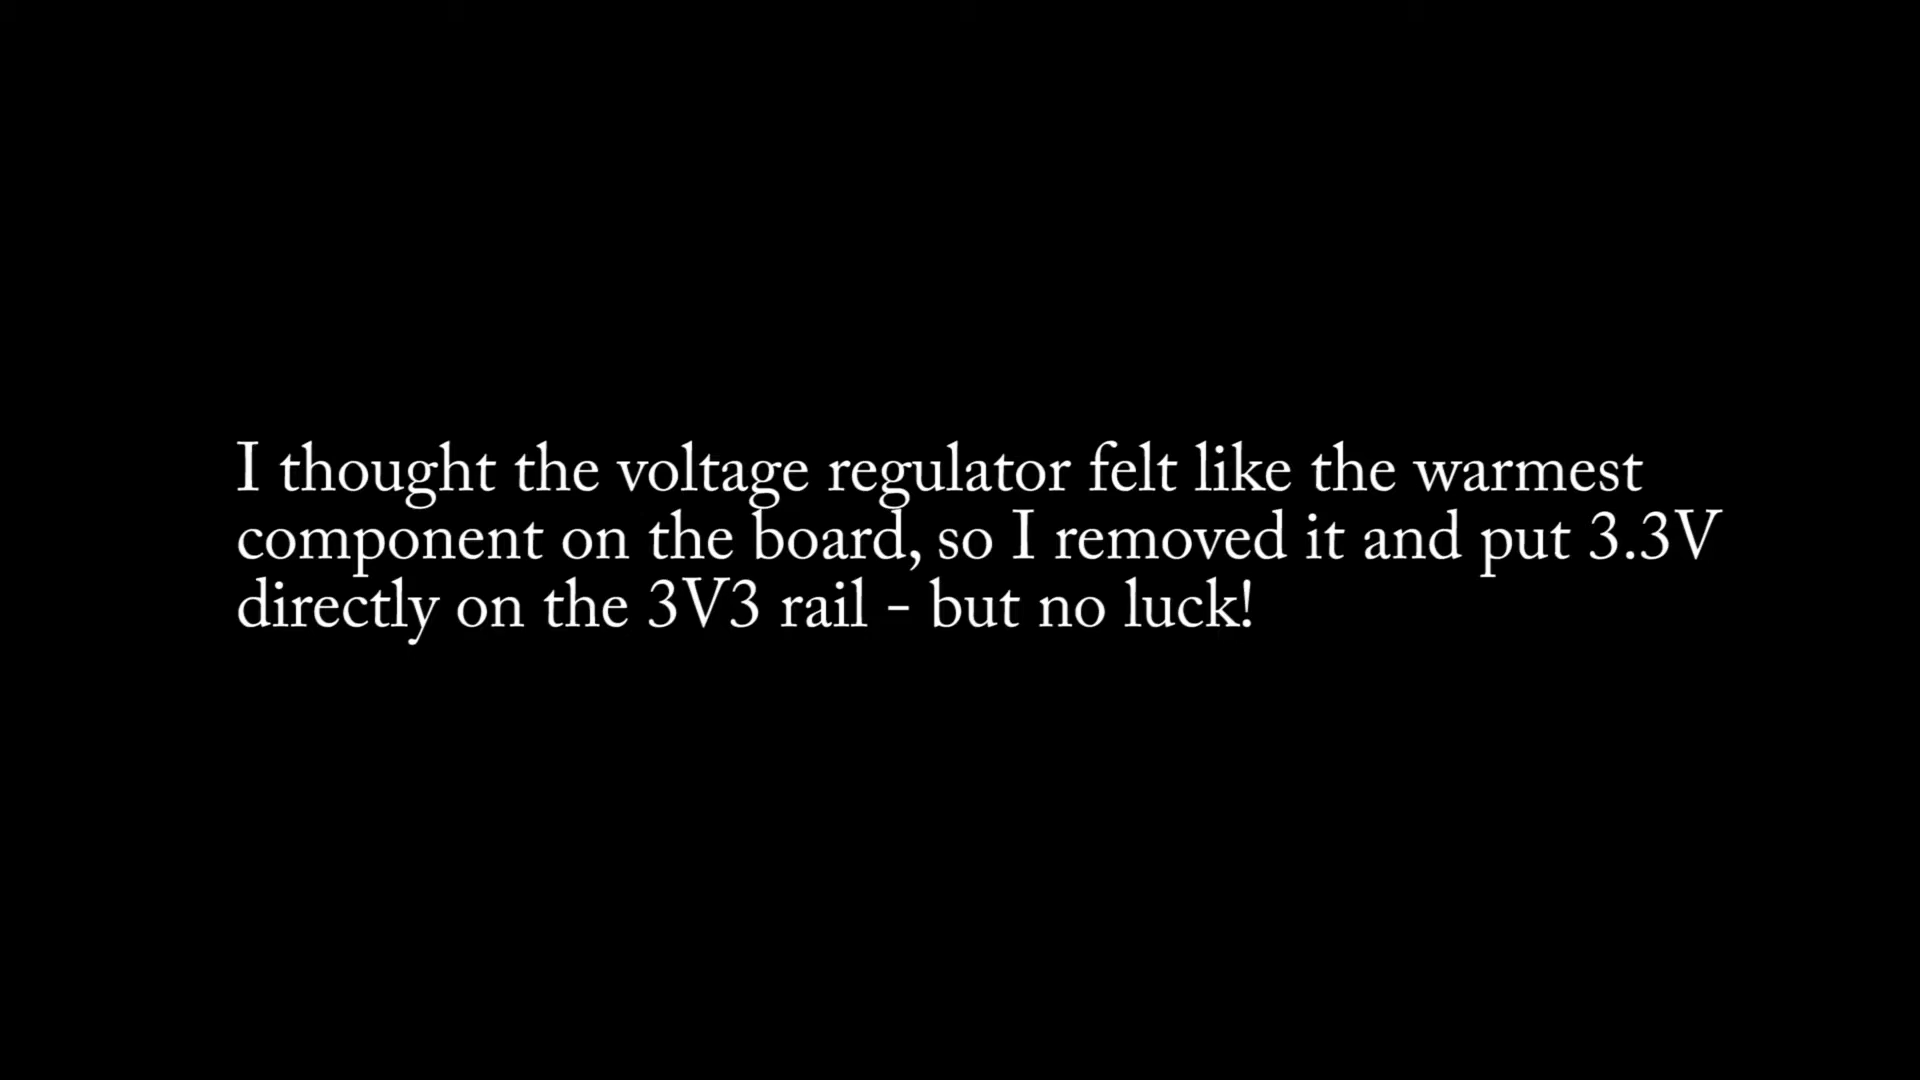 I thought the voltage regulator felt like the warmest
component on the board, so I removed it and put 3.3V
directly on the 3V3 rail - but no luck!